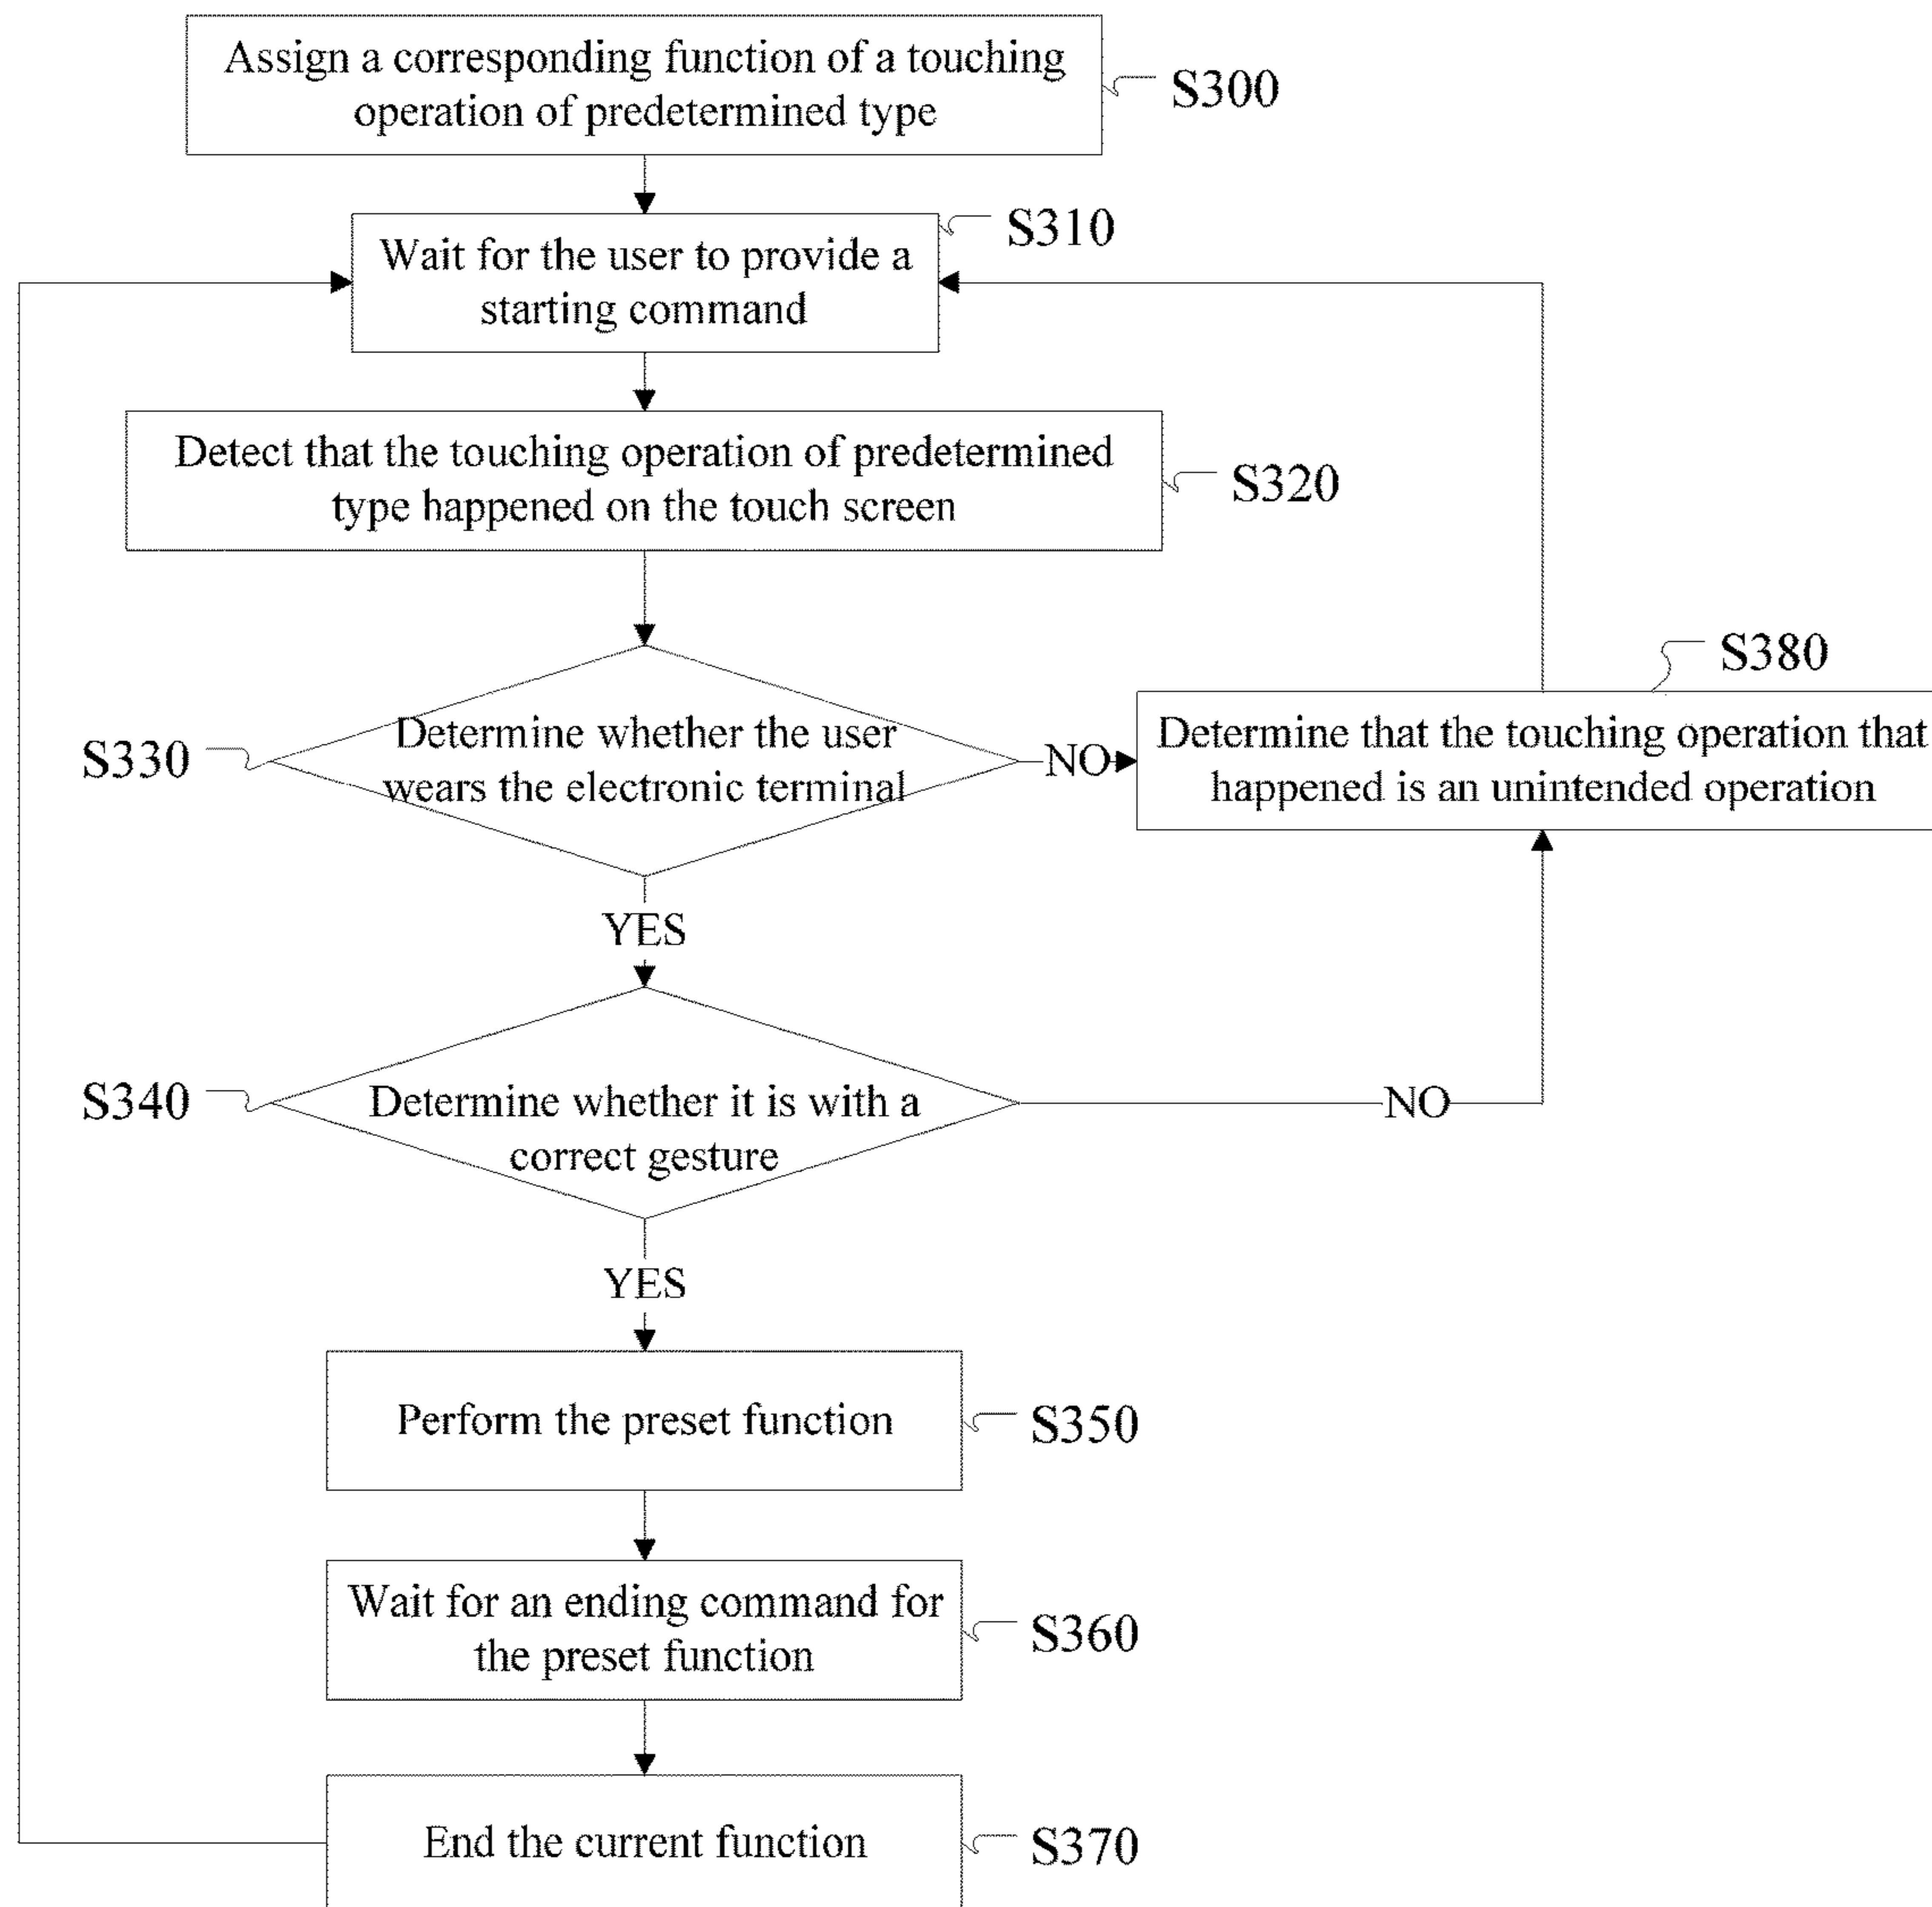 Assign a corresponding function of a touching
operation of predetermined type
S300
S310
Wait for the user to provide a
starting command
Detect that the touching operation of predetermined
type happened on the touch screen
S320
S380
S330
Determine whether the user
wears the electronic terminal
NO
Determine that the touching operation that
happened is an unintended operation
YES
S340
Determine whether it is with a
correct gesture
NO
YES
Perform the preset function
S350
Wait for an ending command for
the preset function
S360
End the current function
S370